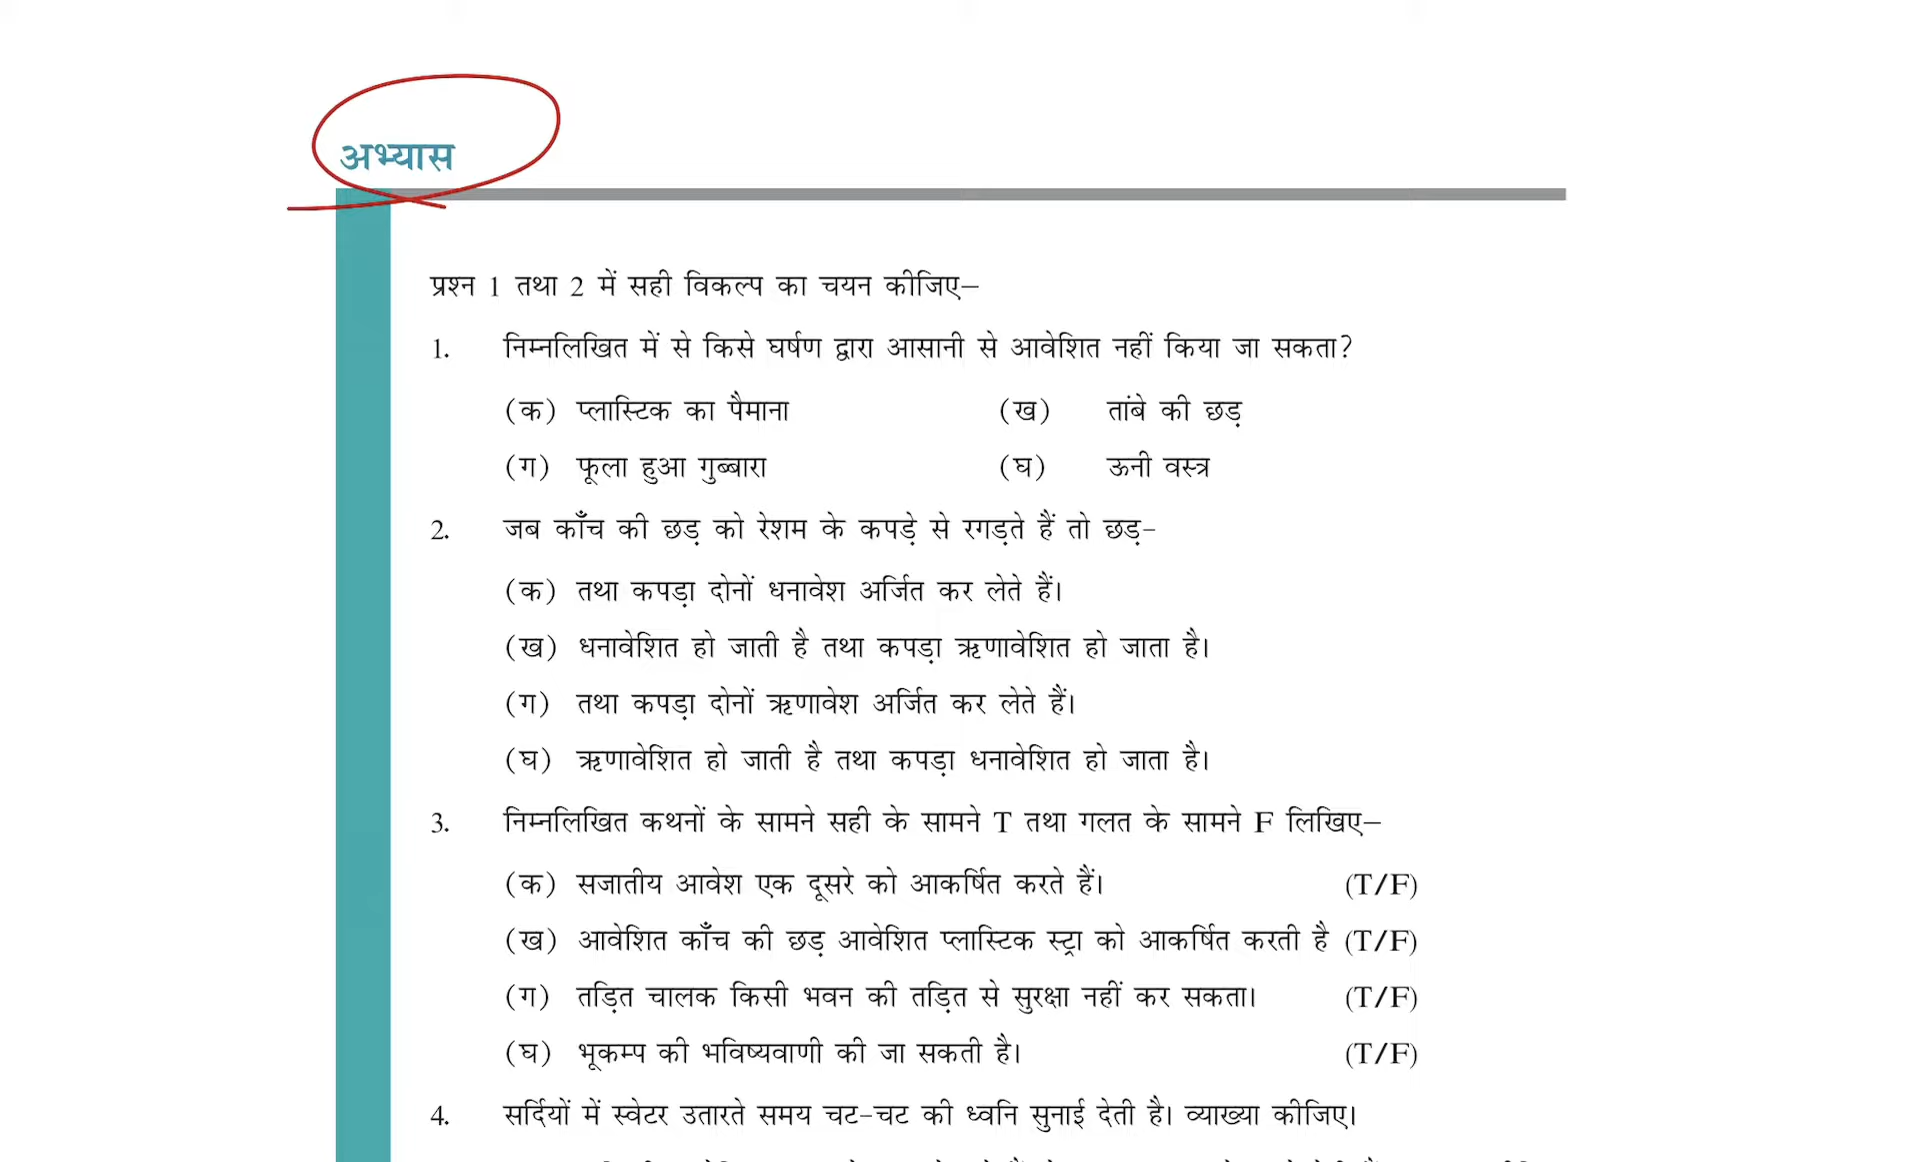 अभ्यास
प्रश्न 1 तथा 2 में सही विकल्प का चयन कीजिए—
1. निम्नलिखित में से किसे घर्षण द्वारा आसानी से आवेशित नहीं किया जा सकता?
(क) प्लास्टिक का पैमाना (ख) तांबे की छड़
(ग) फूला हुआ गुब्बारा (घ) ऊनी वस्त्र
2. जब काँच की छड़ को रेशम के कपड़े से रगड़ते हैं तो छड़-
(क) तथा कपड़ा दोनों धनावेश अर्जित कर लेते हैं।
(ख) धनावेशित हो जाती है तथा कपड़ा ऋणावेशित हो जाता है।
(ग) तथा कपड़ा दोनों ऋणावेश अर्जित कर लेते हैं।
(घ) ऋणावेशित हो जाती है तथा कपड़ा धनावेशित हो जाता है।
3. निम्नलिखित कथनों के सामने सही के सामने T तथा गलत के सामने F लिखिए—
(क) सजातीय आवेश एक दूसरे को आकर्षित करते हैं। (T/F)
(ख) आवेशित काँच की छड़ आवेशित प्लास्टिक स्ट्रा को आकर्षित करती है (T/F)
(ग) तड़ित चालक किसी भवन की तड़ित से सुरक्षा नहीं कर सकता। (T/F)
(घ) भूकम्प की भविष्यवाणी की जा सकती है। (T/F)
4. सर्दियों में स्वेटर उतारते समय चट-चट की ध्वनि सुनाई देती है। व्याख्या कीजिए।